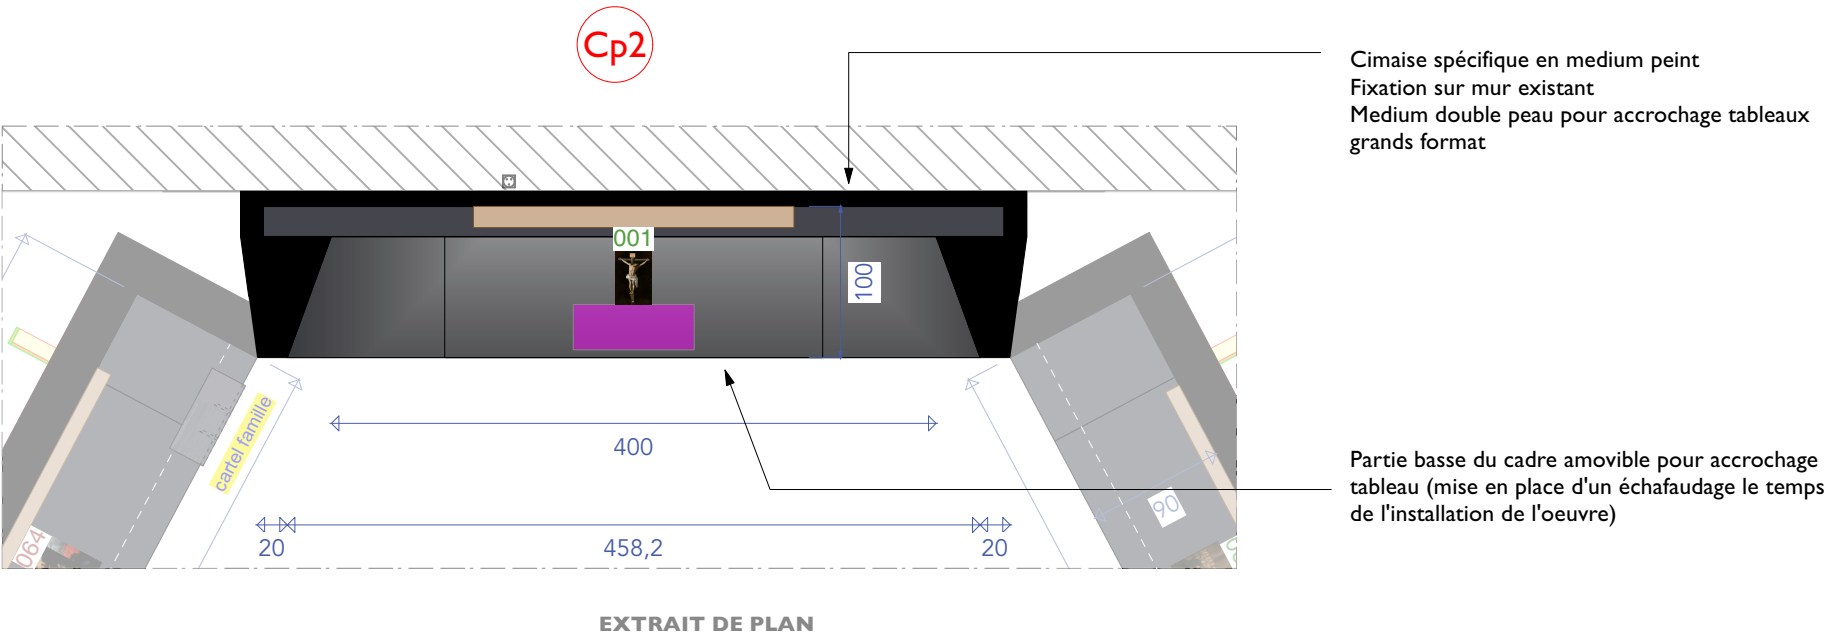 Cp2
Cimaise spécifique en medium peint
Fixation sur mur existant
Medium double peau pour accrochage tableaux
grands format
001
100
cartel famille
400
Partie basse du cadre amovible pour accrochage
tableau (mise en place d'un échafaudage le temps
de l'installation de l'oeuvre)
90
064
20
458,2
20
EXTRAIT DE PLAN